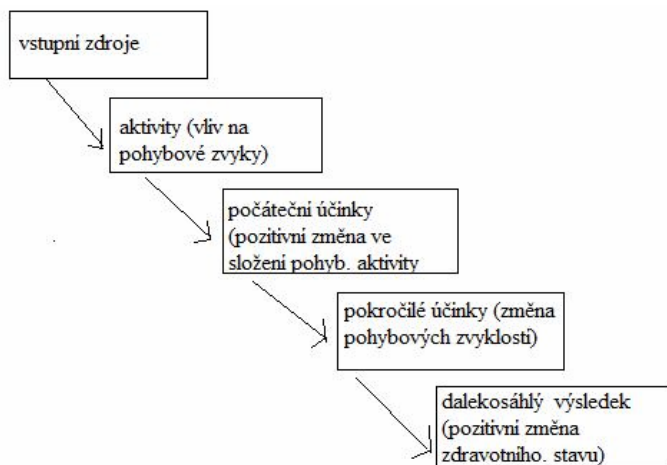 vstupní zdroje
aktivity (vliv na
pohybové zvyky)
počáteční účinky
(pozitivní změna ve
složení pohyb. aktivity
pokročilé účinky (změna
pohybových zvyklostí)
dalekosáhlý výsledek
(pozitivní změna
zdravotního. stavu)